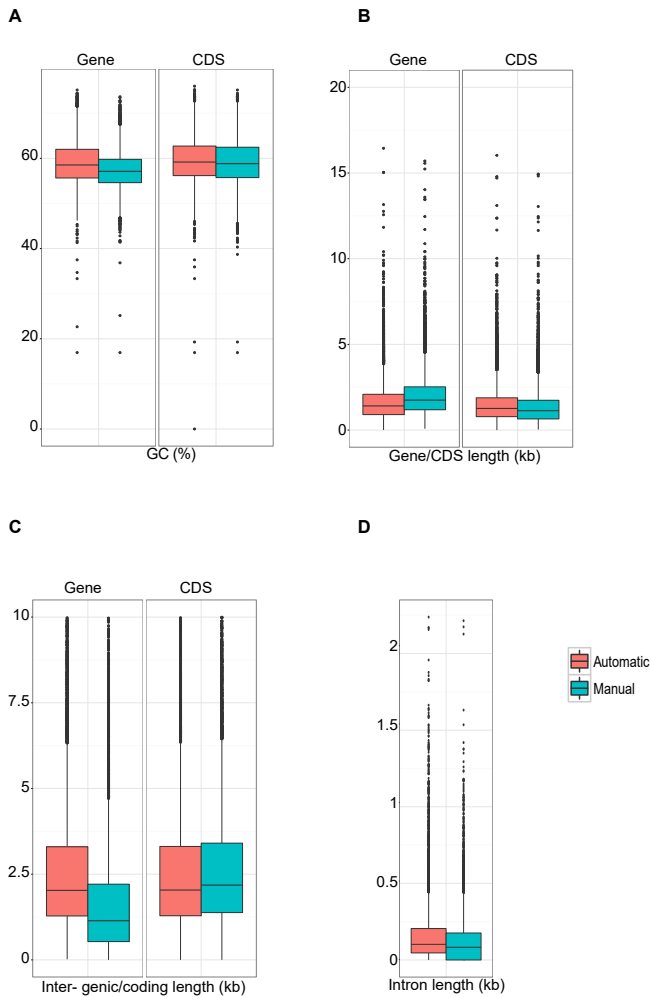 A
B
Gene CDS
Gene CDS
60
40
20
0
20
15
10
5
0
GC (%)
Gene/CDS length (kb)
C
D
Gene CDS
10
7.5
5
2.5
0
2
1.5
1
0.5
0
Automatic
Manual
Inter- genic/coding length (kb)
Intron length (kb)